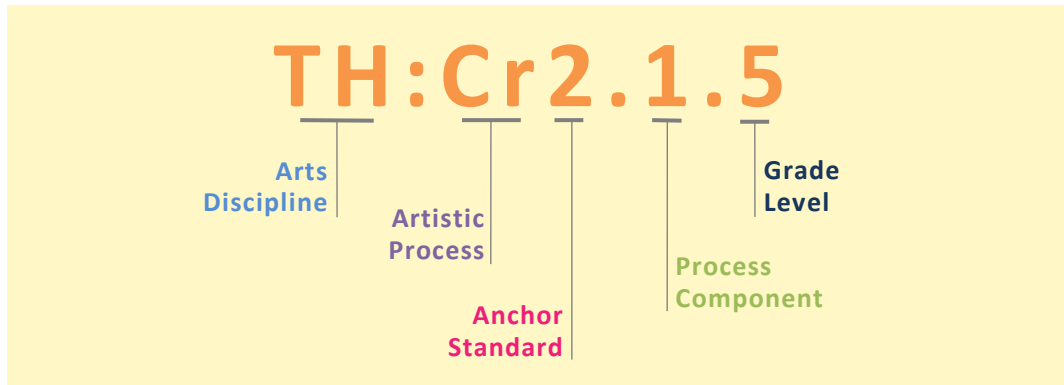 TH:Cr2.1.5
Arts
Discipline
Artistic
Process
Anchor
Standard
Process
Component
Grade
Level